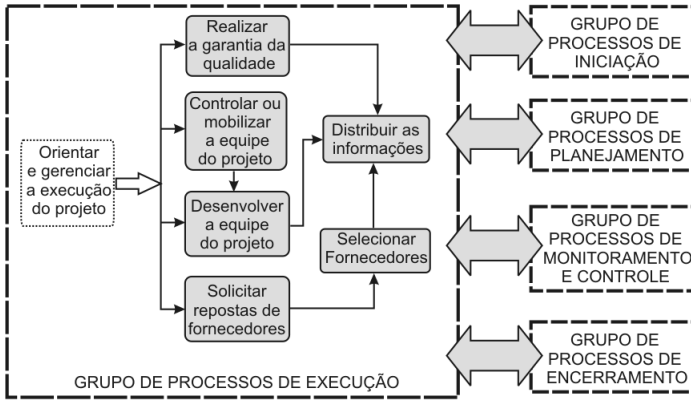 Realizar
a garantia da
qualidade
Controlar ou
mobilizar
a equipe
do projeto
Orientar
e gerenciar
a execução
do projeto
Distribuir as
informações
Desenvolver
a equipe
do projeto
Selecionar
Fornecedores
Solicitar
repostas de
fornecedores
GRUPO DE PROCESSOS DE EXECUÇÃO
GRUPO DE
PROCESSOS DE
INICIAÇÃO
GRUPO DE
PROCESSOS DE
PLANEJAMENTO
GRUPO DE
PROCESSOS DE
MONITORAMENTO
E CONTROLE
GRUPO DE
PROCESSOS DE
ENCERRAMENTO